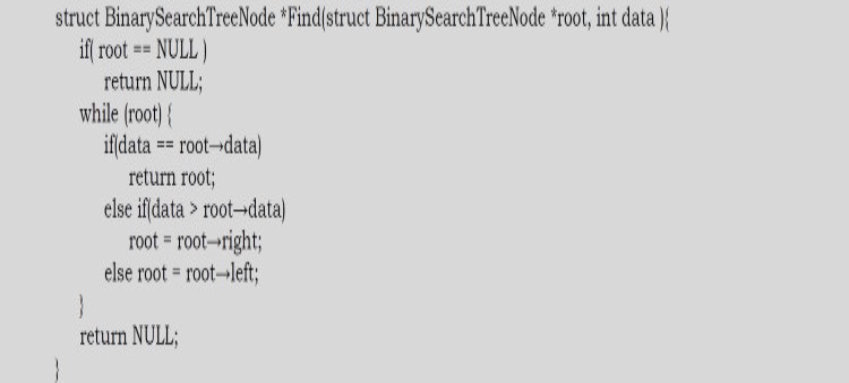 struct BinarySearchTreeNode *Find(struct BinarySearchTreeNode *root, int data ){
if( root == NULL )
return NULL;
while (root) {
if(data == root→data)
return root;
else if(data > root→data)
root = root→right;
else root = root→left;
}
return NULL;
}